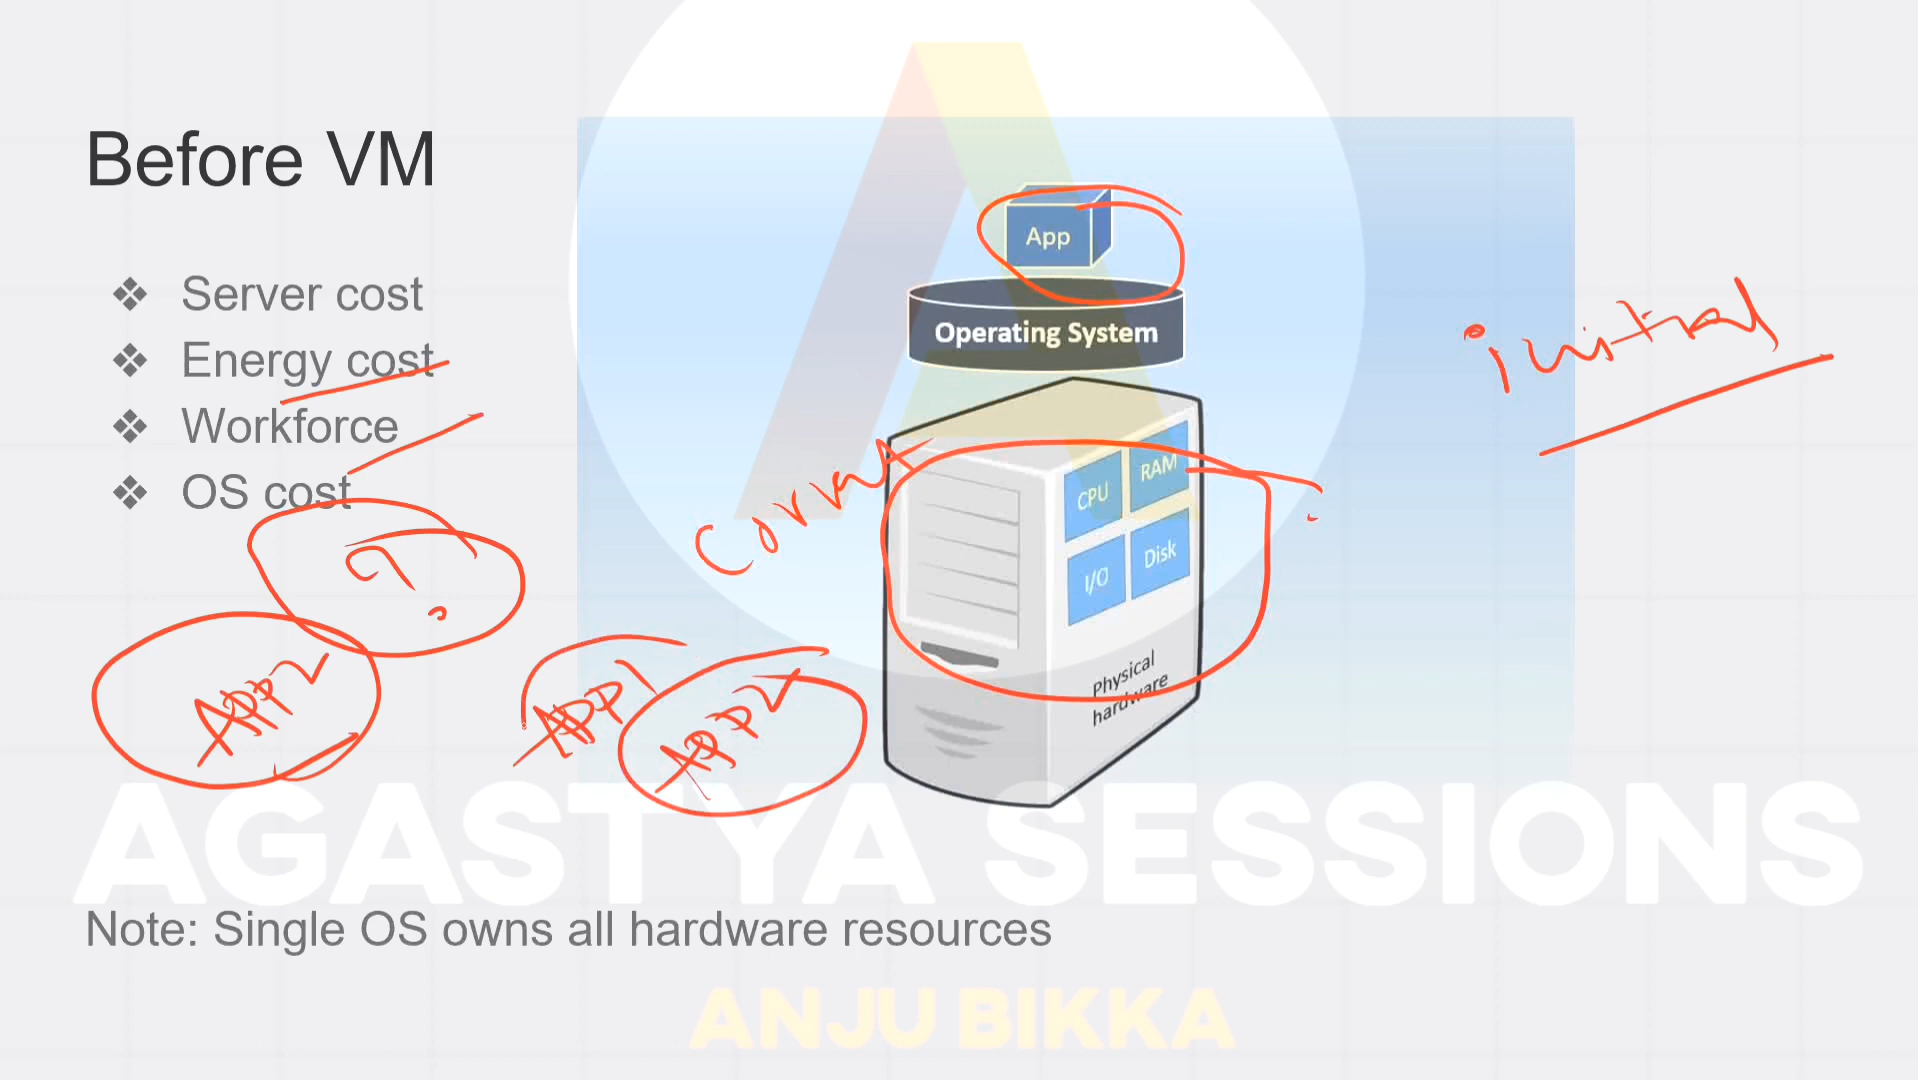 Before VM
❖ Server cost
❖ Energy cost
❖ Workforce
❖ OS cost
App
Operating System
initial
CPU
RAM
I/O
Disk
Physical
hardware
?
APP2
APP1
APP2
AGASTYA SESSIONS
Note: Single OS owns all hardware resources
ANJU BIKKA